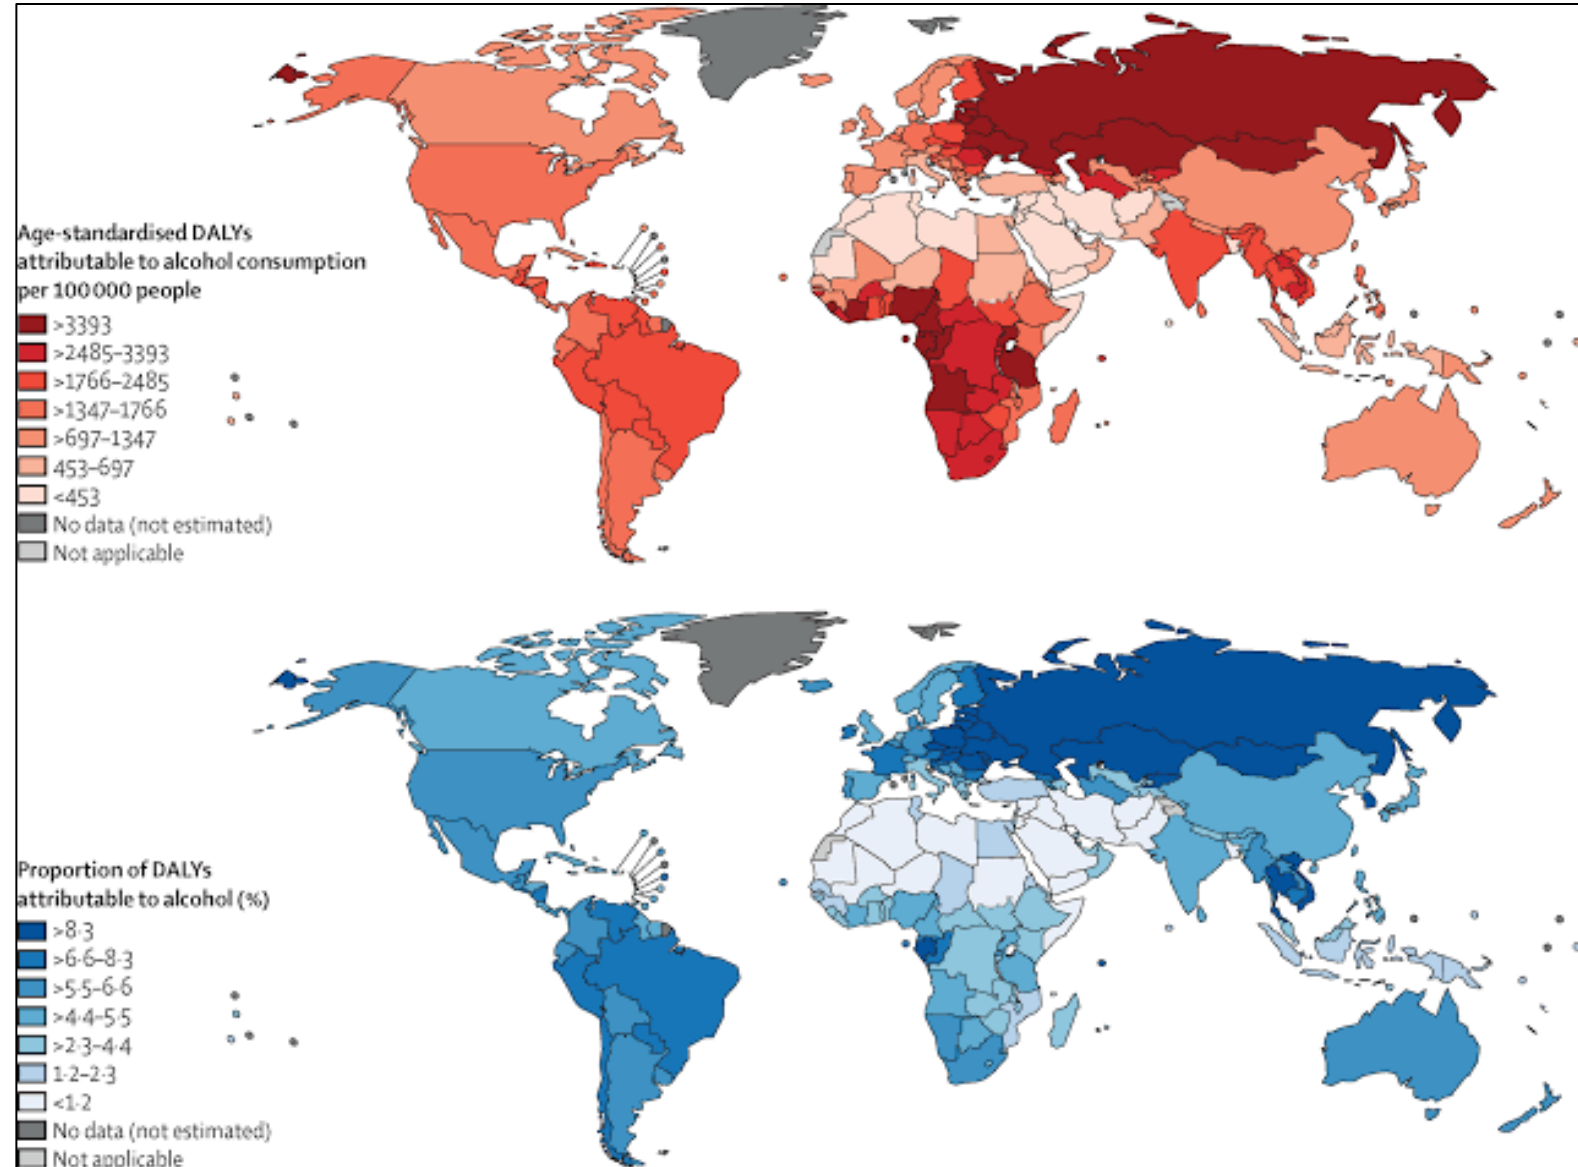 Age-standardised DALYs
attributable to alcohol consumption
per 100 000 people
>3393
>2485–3393
>1766–2485
>1347–1766
>697–1347
453–697
<453
No data (not estimated)
Not applicable
Proportion of DALYs
attributable to alcohol (%)
>8·3
>6·6–8·3
>5·5–6·6
>4·4–5·5
>2·3–4·4
1·2–2·3
<1·2
No data (not estimated)
Not applicable